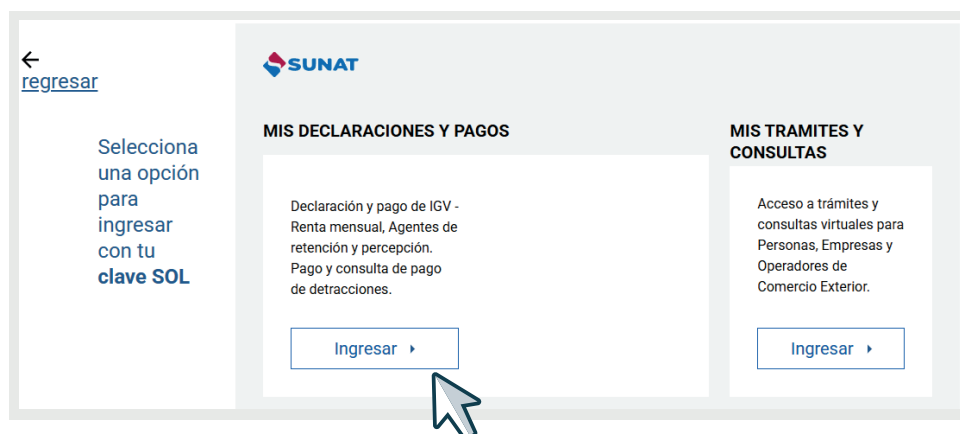 regresar
Selecciona
una opción
para
ingresar
con tu
clave SOL
SUNAT
MIS DECLARACIONES Y PAGOS
Declaración y pago de IGV -
Renta mensual, Agentes de
retención y percepción.
Pago y consulta de pago
de detracciones.
Ingresar
MIS TRAMITES Y
CONSULTAS
Acceso a trámites y
consultas virtuales para
Personas, Empresas y
Operadores de
Comercio Exterior.
Ingresar